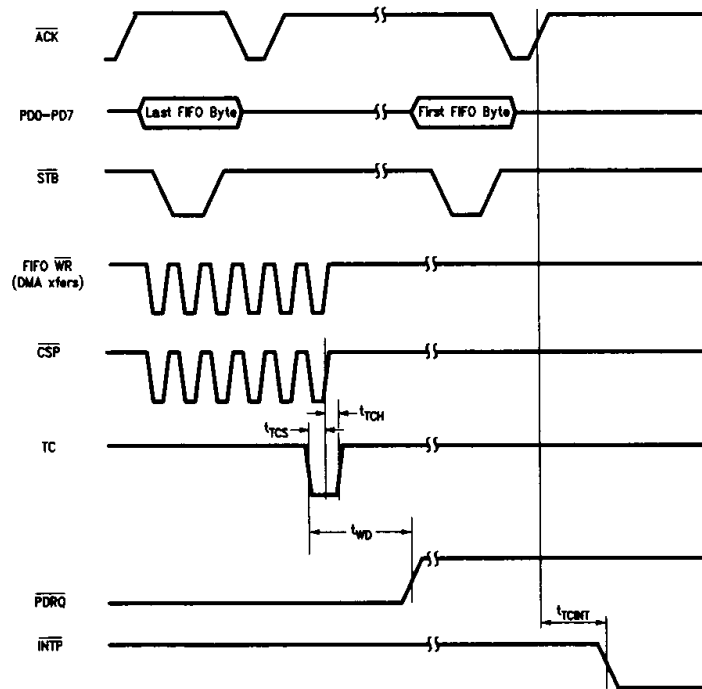 ACK
PD0-PD7
Last FIFO Byte
First FIFO Byte
STB
FIFO WR
(DMA xfers)
CSP
tTCH
tTCS
TC
tWD
PDRQ
tTCINT
INTP